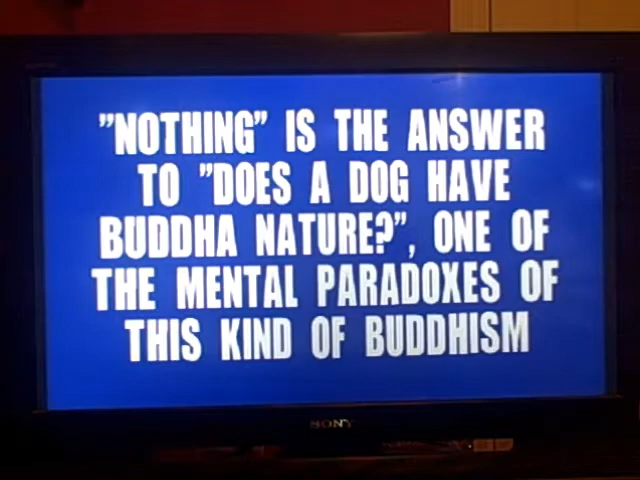 "NOTHING" IS THE ANSWER
TO "DOES A DOG HAVE
BUDDHA NATURE?", ONE OF
THE MENTAL PARADOXES OF
THIS KIND OF BUDDHISM
SONY